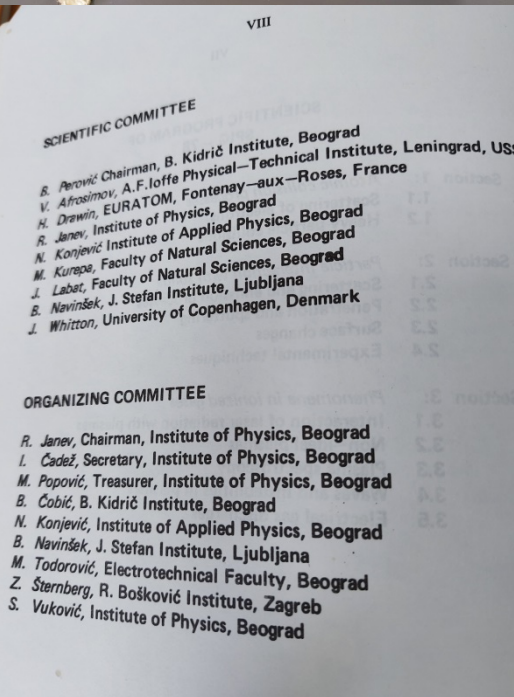 VIII
SCIENTIFIC COMMITTEE
B. Perović Chairman, B. Kidrič Institute, Beograd
V. Afrosimov, A.F.Ioffe Physical—Technical Institute, Leningrad, USS
H. Drawin, EURATOM, Fontenay—aux—Roses, France
R. Janev, Institute of Physics, Beograd
N. Konjević Institute of Applied Physics, Beograd
M. Kurepa, Faculty of Natural Sciences, Beograd
J. Labat, Faculty of Natural Sciences, Beograd
B. Navinšek, J. Stefan Institute, Ljubljana
J. Whitton, University of Copenhagen, Denmark
ORGANIZING COMMITTEE
R. Janev, Chairman, Institute of Physics, Beograd
I. Čadež, Secretary, Institute of Physics, Beograd
M. Popović, Treasurer, Institute of Physics, Beograd
B. Čobić, B. Kidrič Institute, Beograd
N. Konjević, Institute of Applied Physics, Beograd
B. Navinšek, J. Stefan Institute, Ljubljana
M. Todorović, Electrotechnical Faculty, Beograd
Z. Šternberg, R. Bošković Institute, Zagreb
S. Vuković, Institute of Physics, Beograd